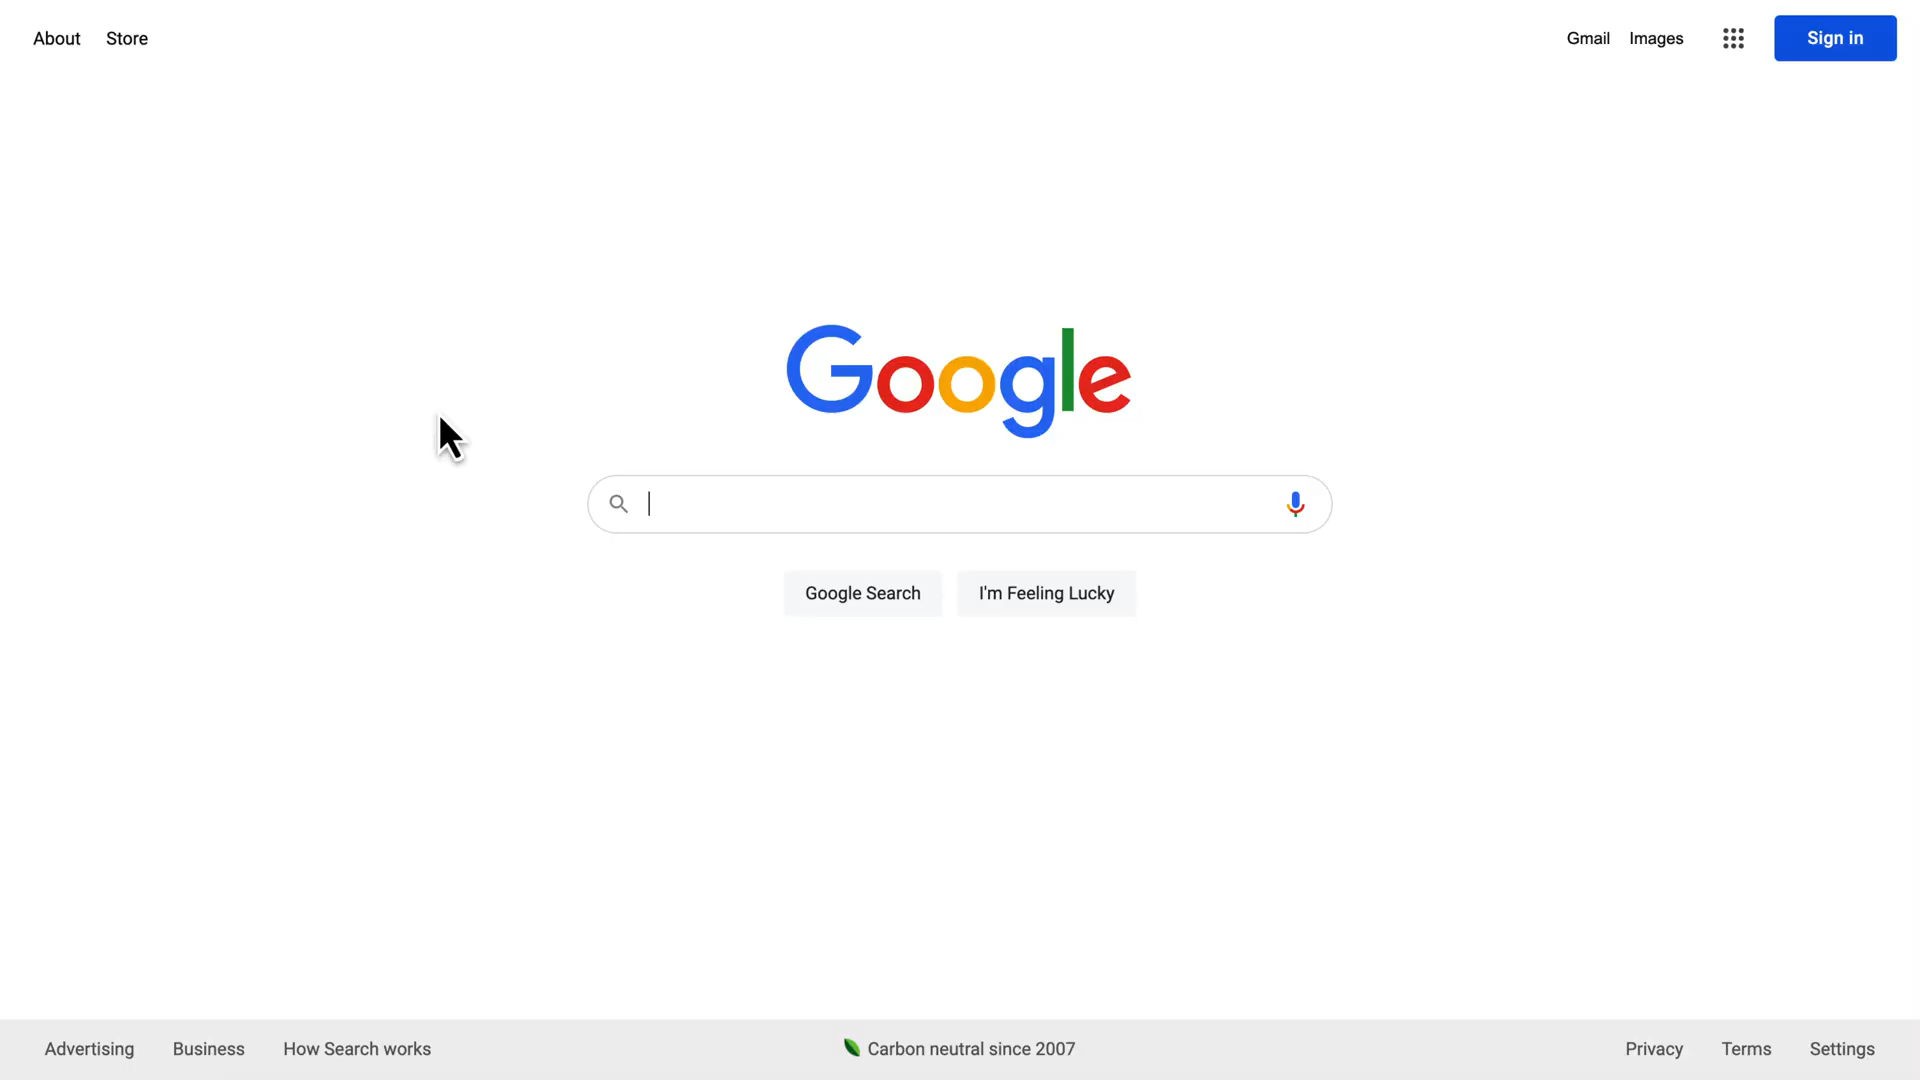 About Store Gmail Images Sign in
Google
Google Search I'm Feeling Lucky
Advertising Business How Search works Carbon neutral since 2007 Privacy Terms Settings